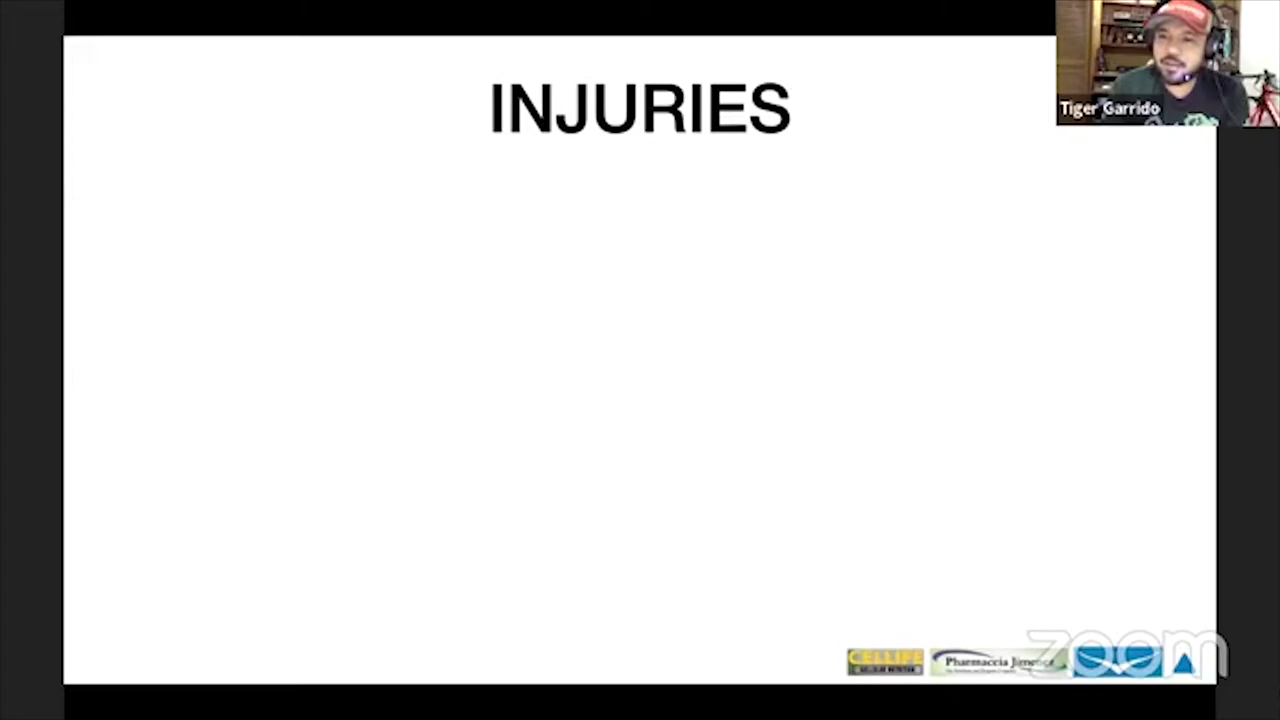 INJURIES
Tiger Garrido
CELLIFE
Pharmaccia Jimenez
zoom